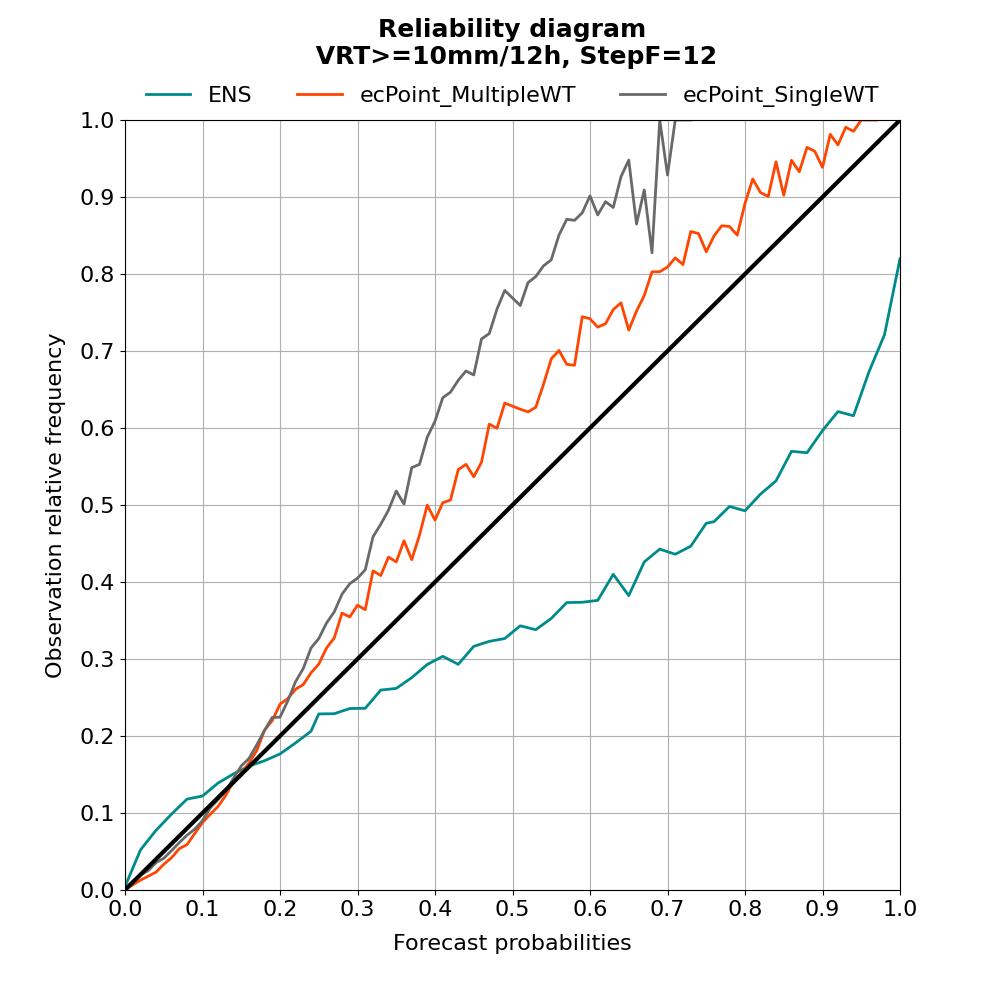 Reliability diagram
VRT>=10mm/12h, StepF=12
ENS ecPoint_MultipleWT ecPoint_SingleWT
1.0
0.9
0.8
0.7
0.6
0.5
0.4
0.3
0.2
0.1
0.0
Observation relative frequency
0.0 0.1 0.2 0.3 0.4 0.5 0.6 0.7 0.8 0.9 1.0
Forecast probabilities